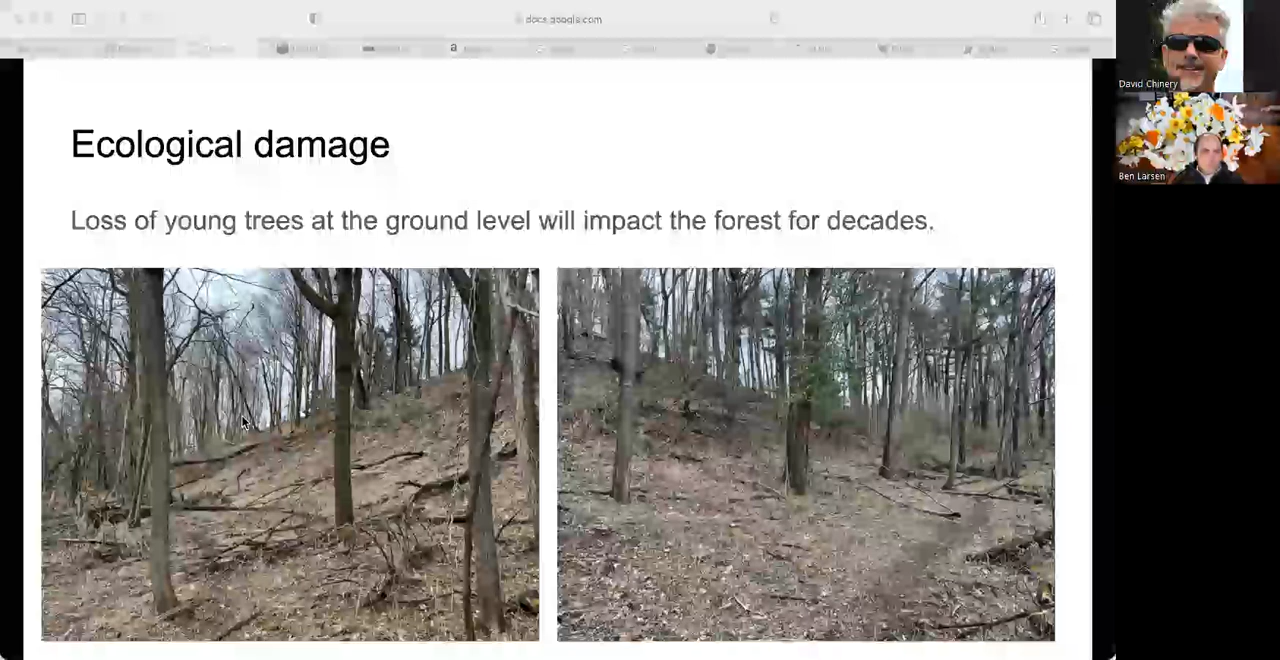 docs.google.com
Ecological damage
Loss of young trees at the ground level will impact the forest for decades.
David Chinery
Ben Larsen